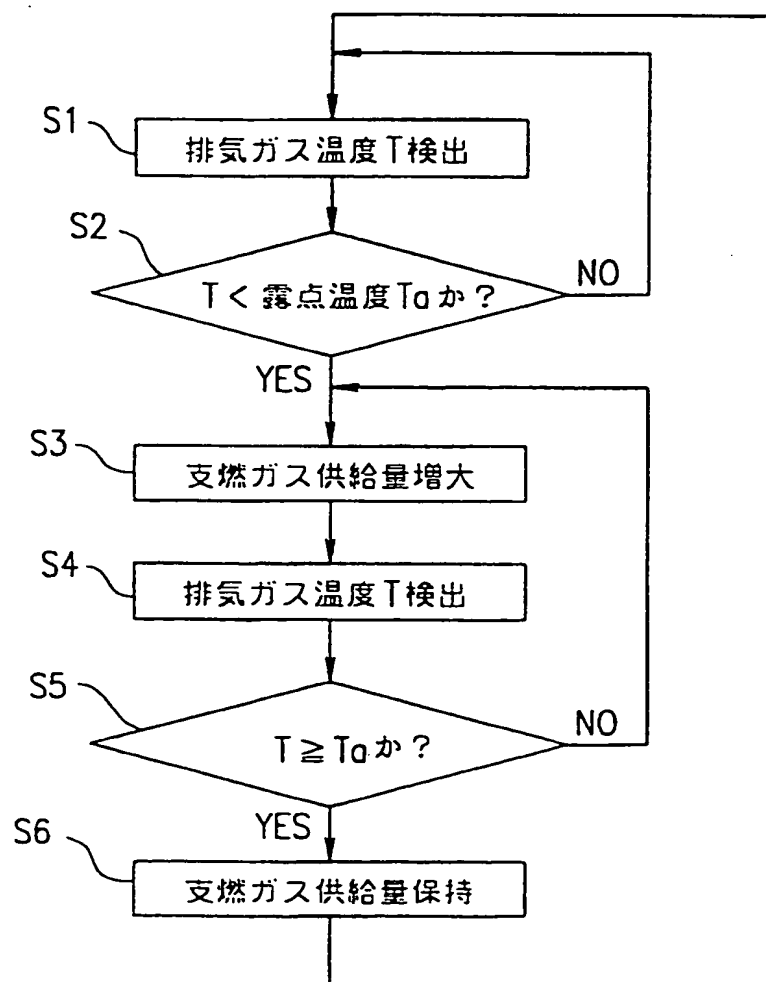 S1
排気ガス温度T検出
S2
T < 露点温度Taか?
NO
YES
S3
支燃ガス供給量増大
S4
排気ガス温度T検出
S5
T ≧ Taか?
NO
YES
S6
支燃ガス供給量保持